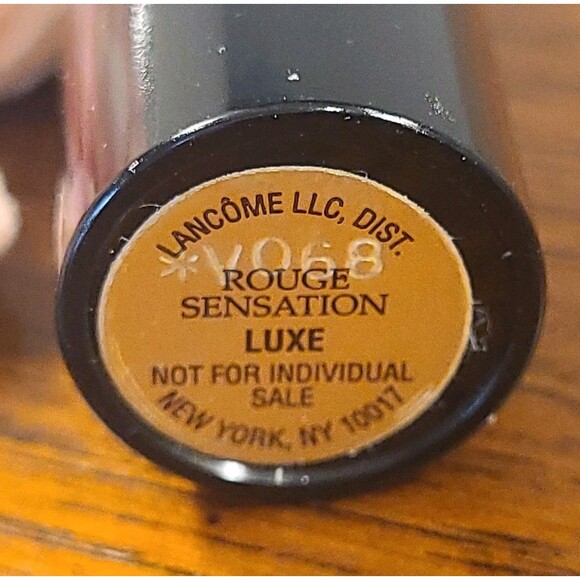 LANCÔME LLC, DIST.
*V068
ROUGE
SENSATION
LUXE
NOT FOR INDIVIDUAL
SALE
NEW YORK, NY 10017